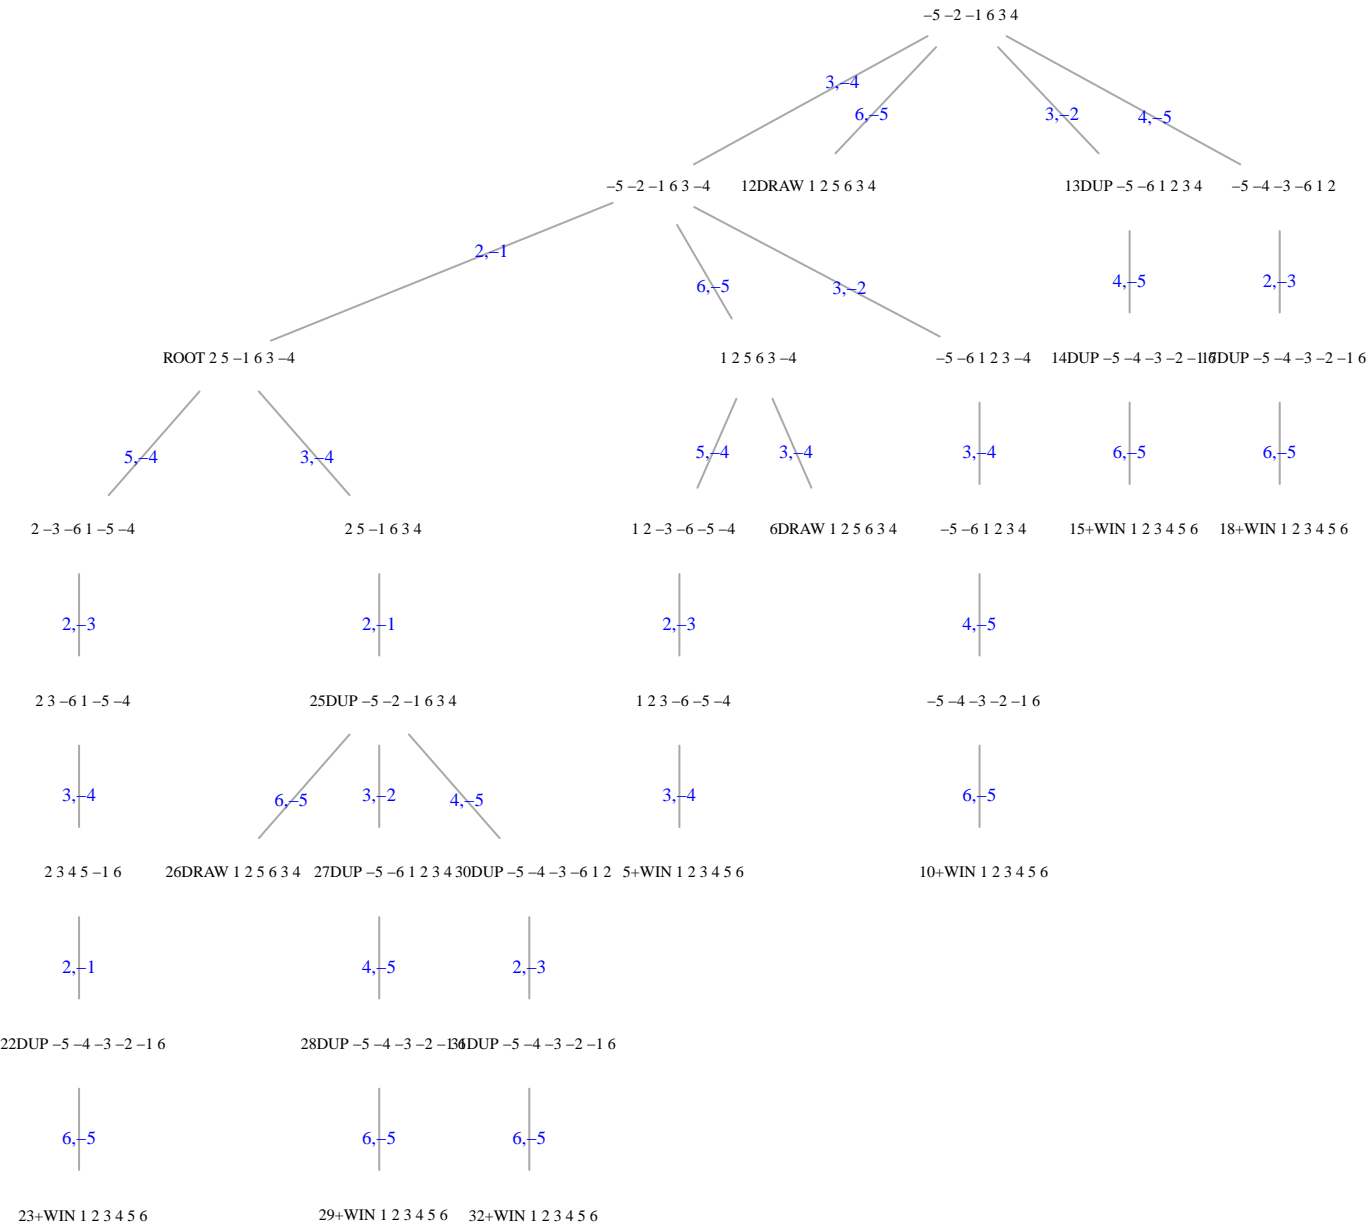 −5 −2 −1 6 3 4
3,−4
6,−5
3,−2
4,−5
−5 −2 −1 6 3 −4
12DRAW 1 2 5 6 3 4
13DUP −5 −6 1 2 3 4
−5 −4 −3 −6 1 2
2,−1
6,−5
3,−2
4,−5
2,−3
ROOT 2 5 −1 6 3 −4
1 2 5 6 3 −4
−5 −6 1 2 3 −4
14DUP −5 −4 −3 −2 −1 6
17DUP −5 −4 −3 −2 −1 6
5,−4
3,−4
5,−4
3,−4
3,−4
6,−5
6,−5
2 −3 −6 1 −5 −4
2 5 −1 6 3 4
1 2 −3 −6 −5 −4
6DRAW 1 2 5 6 3 4
−5 −6 1 2 3 4
15+WIN 1 2 3 4 5 6
18+WIN 1 2 3 4 5 6
2,−3
2,−1
2,−3
4,−5
2 3 −6 1 −5 −4
25DUP −5 −2 −1 6 3 4
1 2 3 −6 −5 −4
−5 −4 −3 −2 −1 6
3,−4
6,−5
3,−2
4,−5
3,−4
6,−5
2 3 4 5 −1 6
26DRAW 1 2 5 6 3 4
27DUP −5 −6 1 2 3 4
30DUP −5 −4 −3 −6 1 2
5+WIN 1 2 3 4 5 6
10+WIN 1 2 3 4 5 6
2,−1
4,−5
2,−3
22DUP −5 −4 −3 −2 −1 6
28DUP −5 −4 −3 −2 −1 6
31DUP −5 −4 −3 −2 −1 6
6,−5
6,−5
6,−5
23+WIN 1 2 3 4 5 6
29+WIN 1 2 3 4 5 6
32+WIN 1 2 3 4 5 6